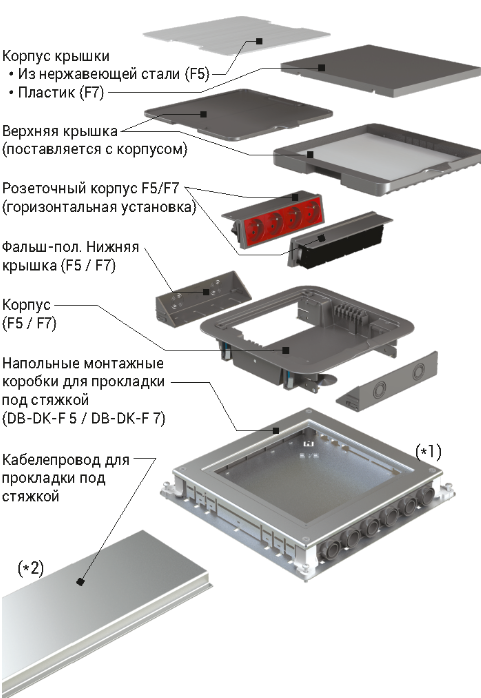 Корпус крышки
• Из нержавеющей стали (F5)
• Пластик (F7)
Верхняя крышка
(поставляется с корпусом)
Розеточный корпус F5/F7
(горизонтальная установка)
Фальш-пол. Нижняя
крышка (F5 / F7)
Корпус
(F5 / F7)
Напольные монтажные
коробки для прокладки
под стяжкой
(DB-DK-F 5 / DB-DK-F 7)
(*1)
Кабелепровод для
прокладки под
стяжкой
(*2)